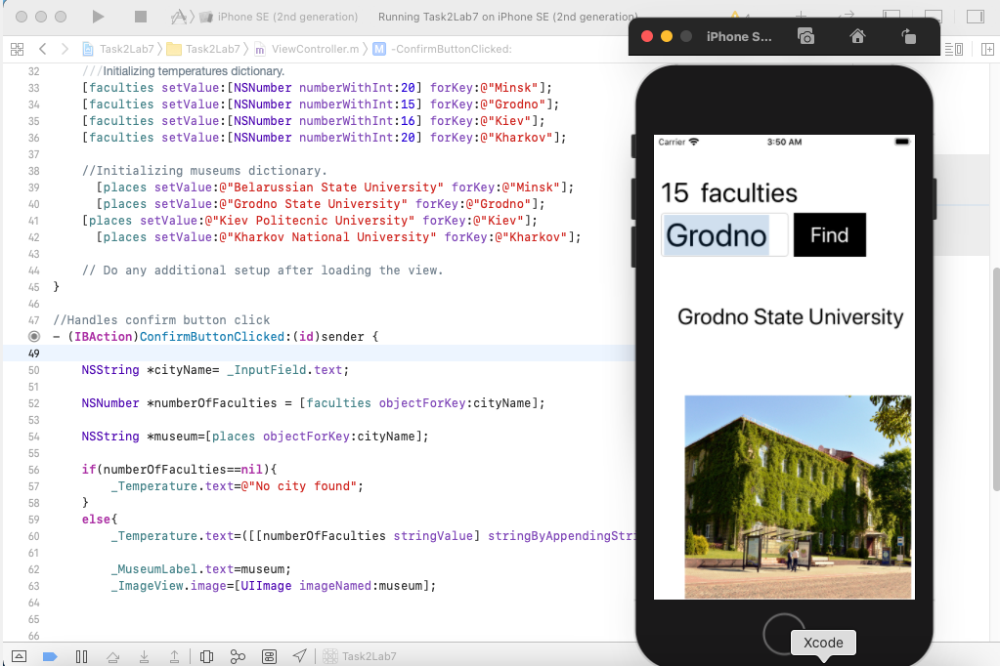 iPhone SE (2nd generation)
Running Task2Lab7 on iPhone SE (2nd generation)
Task2Lab7
Task2Lab7
ViewController.m
M
-ConfirmButtonClicked:
32 ///Initializing temperatures dictionary.
33 [faculties setValue:[NSNumber numberWithInt:20] forKey:@"Minsk"];
34 [faculties setValue:[NSNumber numberWithInt:15] forKey:@"Grodno"];
35 [faculties setValue:[NSNumber numberWithInt:16] forKey:@"Kiev"];
36 [faculties setValue:[NSNumber numberWithInt:20] forKey:@"Kharkov"];
37
38 //Initializing museums dictionary.
39 [places setValue:@"Belarussian State University" forKey:@"Minsk"];
40 [places setValue:@"Grodno State University" forKey:@"Grodno"];
41 [places setValue:@"Kiev Politecnic University" forKey:@"Kiev"];
42 [places setValue:@"Kharkov National University" forKey:@"Kharkov"];
43
44 // Do any additional setup after loading the view.
45 }
46
47 //Handles confirm button click
- (IBAction)ConfirmButtonClicked:(id)sender {
49
50 NSString *cityName= _InputField.text;
51
52 NSNumber *numberOfFaculties = [faculties objectForKey:cityName];
53
54 NSString *museum=[places objectForKey:cityName];
55
56 if(numberOfFaculties==nil){
57 _Temperature.text=@"No city found";
58 }
59 else{
60 _Temperature.text=([[numberOfFaculties stringValue] stringByAppendingStri
61
62 _MuseumLabel.text=museum;
63 _ImageView.image=[UIImage imageNamed:museum];
64
65
66
Task2Lab7
iPhone S...
Carrier 3:50 AM
15 faculties
Grodno Find
Grodno State University
Xcode